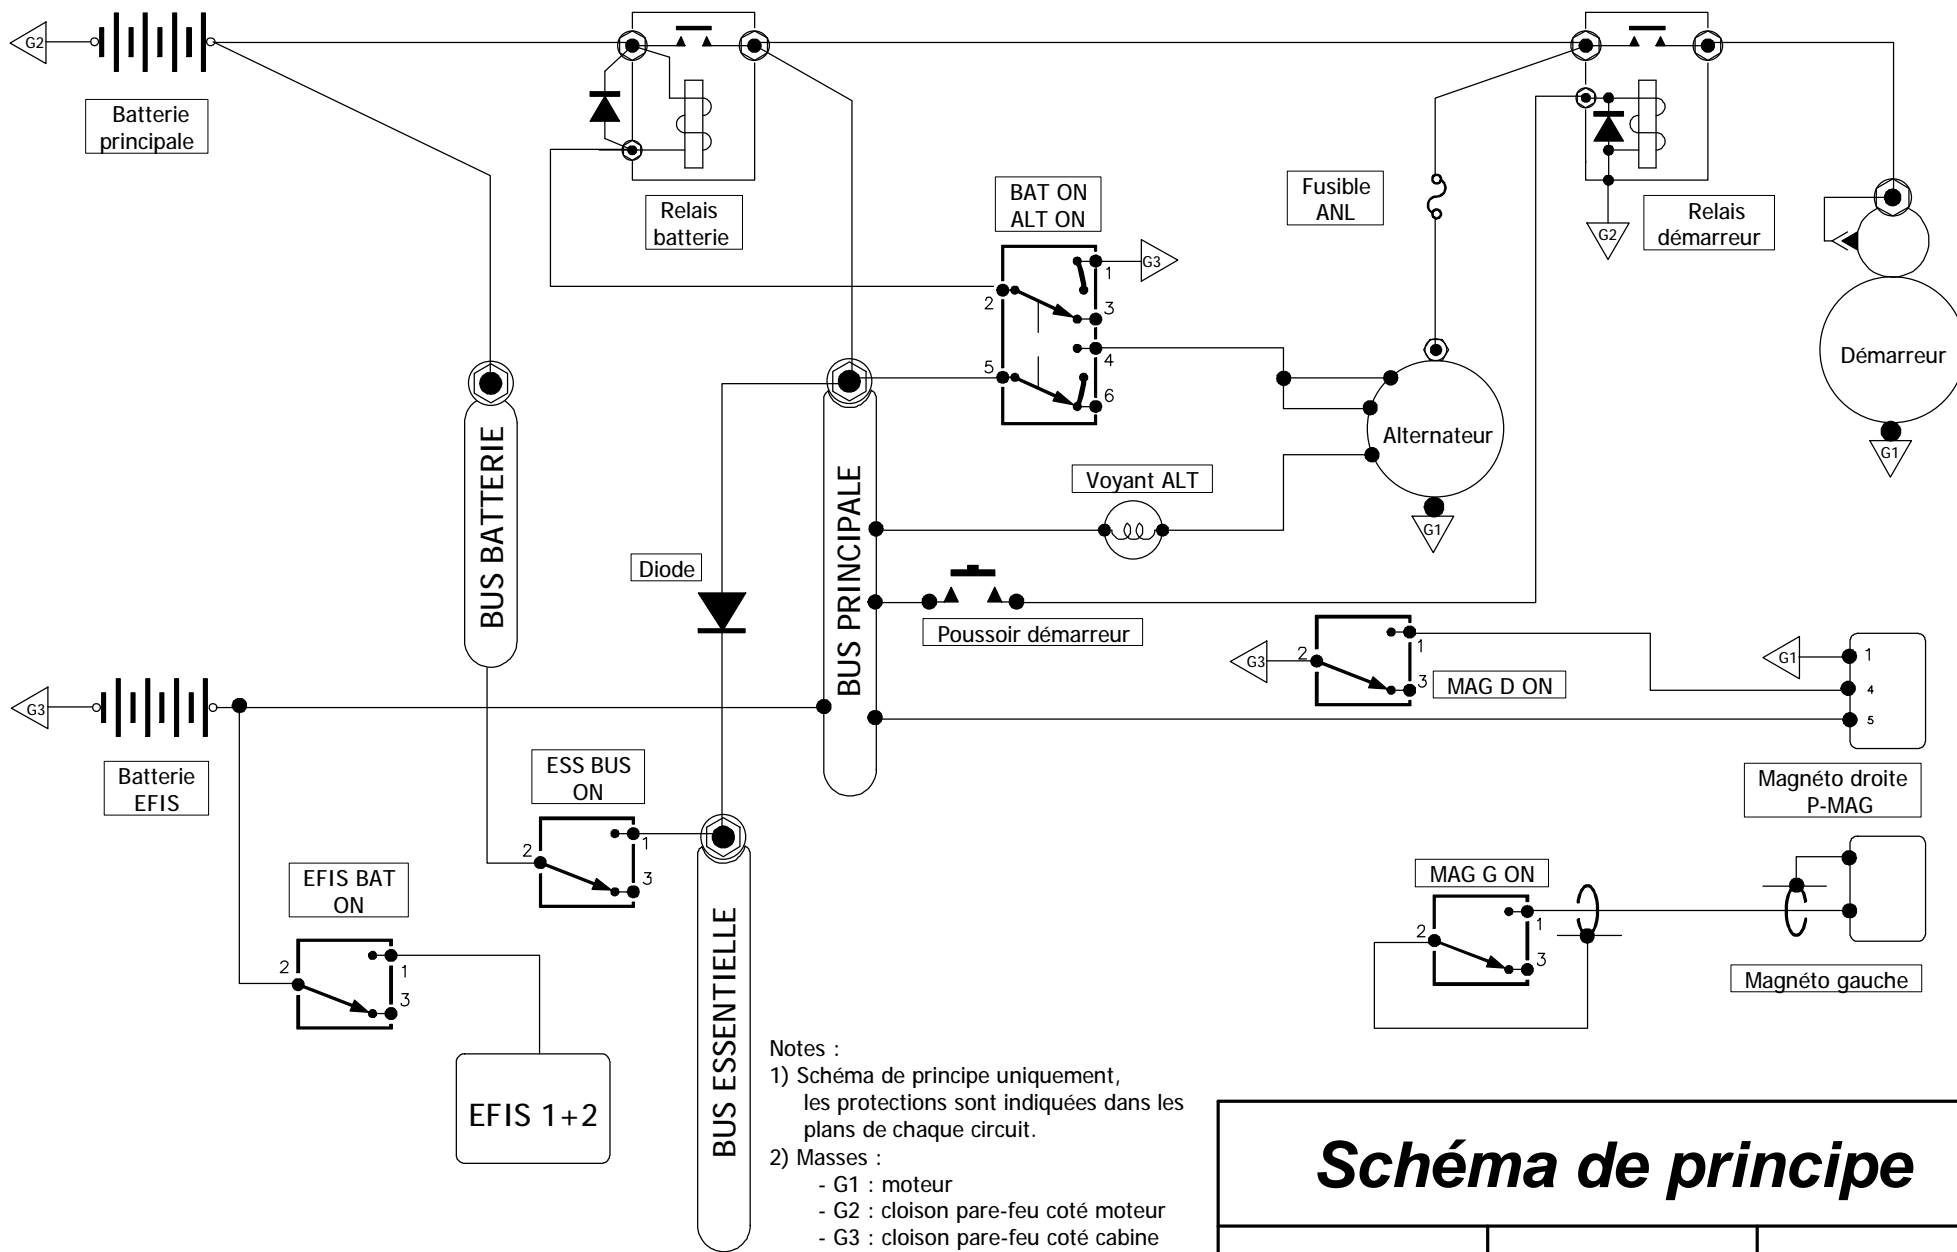 G2
Batterie
principale
Relais
batterie
BAT ON
ALT ON
G3
1
2
3
4
5
6
Fusible
ANL
G2
Relais
démarreur
Démarreur
G1
Alternateur
G1
Voyant ALT
BUS BATTERIE
Diode
BUS PRINCIPALE
Poussoir démarreur
G3
2
1
3
MAG D ON
G1
1
4
5
Magnéto droite
P-MAG
G3
Batterie
EFIS
ESS BUS
ON
2
1
3
EFIS BAT
ON
2
1
3
EFIS 1+2
BUS ESSENTIELLE
MAG G ON
2
1
3
Magnéto gauche
Notes :
1) Schéma de principe uniquement,
les protections sont indiquées dans les
plans de chaque circuit.
2) Masses :
- G1 : moteur
- G2 : cloison pare-feu coté moteur
- G3 : cloison pare-feu coté cabine
Schéma de principe